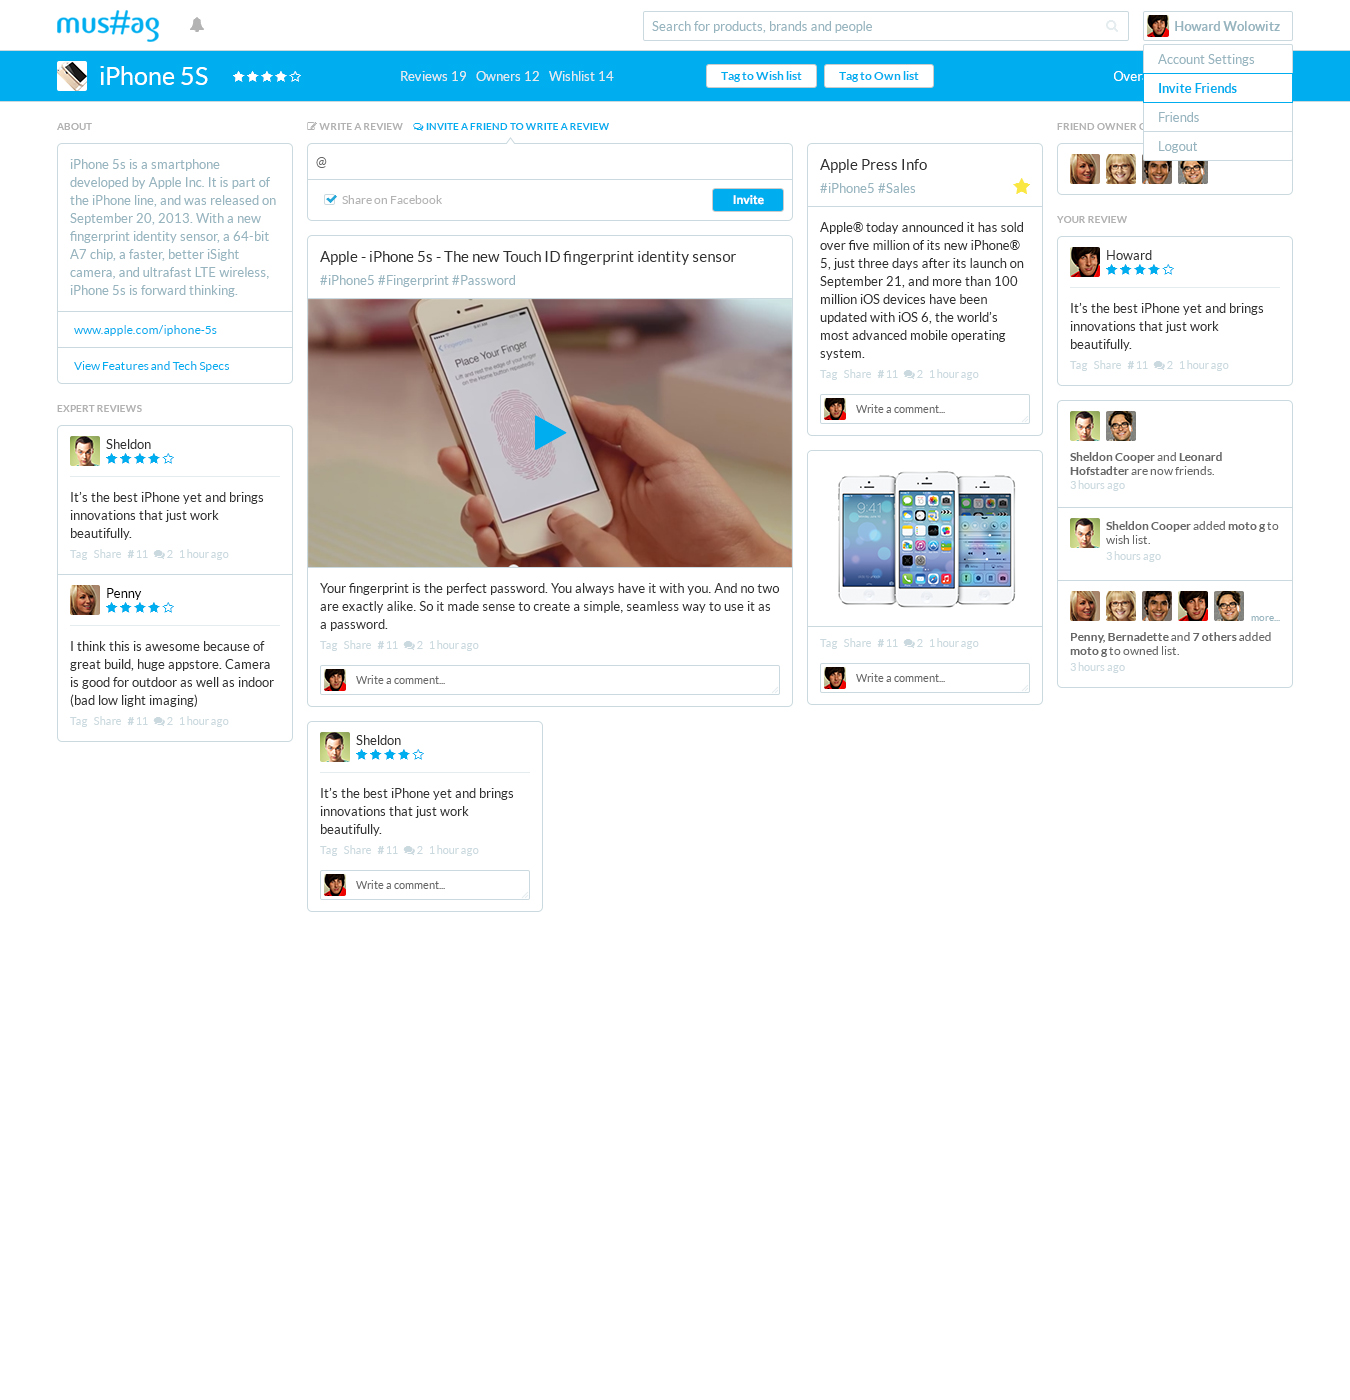 mus#ag
Search for products, brands and people
Howard Wolowitz
Account Settings
Invite Friends
Friends
Logout
iPhone 5S
Reviews 19 Owners 12 Wishlist 14
Tag to Wish list
Tag to Own list
ABOUT
iPhone 5s is a smartphone
developed by Apple Inc. It is part of
the iPhone line, and was released on
September 20, 2013. With a new
fingerprint identity sensor, a 64-bit
A7 chip, a faster, better iSight
camera, and ultrafast LTE wireless,
iPhone 5s is forward thinking.
www.apple.com/iphone-5s
View Features and Tech Specs
EXPERT REVIEWS
Sheldon
It's the best iPhone yet and brings
innovations that just work
beautifully.
Tag Share # 11 2 1 hour ago
Penny
I think this is awesome because of
great build, huge appstore. Camera
is good for outdoor as well as indoor
(bad low light imaging)
Tag Share # 11 2 1 hour ago
WRITE A REVIEW INVITE A FRIEND TO WRITE A REVIEW
@
Share on Facebook
Invite
Apple - iPhone 5s - The new Touch ID fingerprint identity sensor
#iPhone5 #Fingerprint #Password
Place Your Finger
Lift and rest the edge of your finger
on the Home button repeatedly.
Your fingerprint is the perfect password. You always have it with you. And no two
are exactly alike. So it made sense to create a simple, seamless way to use it as
a password.
Tag Share # 11 2 1 hour ago
Write a comment...
Sheldon
It's the best iPhone yet and brings
innovations that just work
beautifully.
Tag Share # 11 2 1 hour ago
Write a comment...
Apple Press Info
#iPhone5 #Sales
Apple® today announced it has sold
over five million of its new iPhone®
5, just three days after its launch on
September 21, and more than 100
million iOS devices have been
updated with iOS 6, the world's
most advanced mobile operating
system.
Tag Share # 11 2 1 hour ago
Write a comment...
9:41
Tag Share # 11 2 1 hour ago
Write a comment...
FRIEND OWNER
YOUR REVIEW
Howard
It's the best iPhone yet and brings
innovations that just work
beautifully.
Tag Share # 11 2 1 hour ago
Sheldon Cooper and Leonard
Hofstadter are now friends.
3 hours ago
Sheldon Cooper added moto g to
wish list.
3 hours ago
more...
Penny, Bernadette and 7 others added
moto g to owned list.
3 hours ago